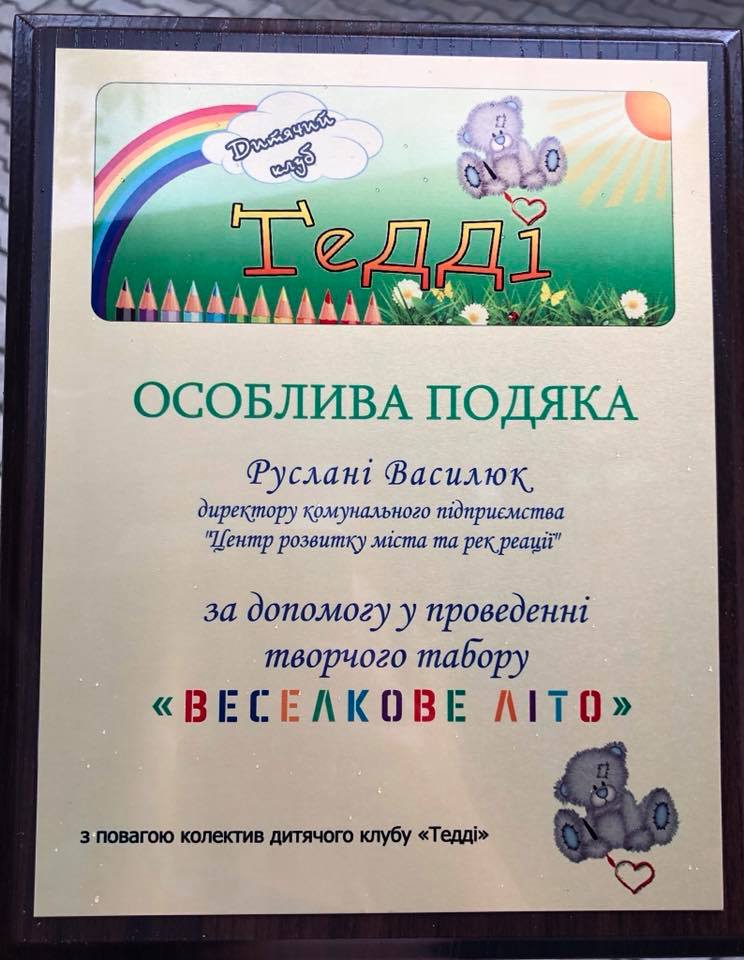 Дитячий
клуб
Тедді
ОСОБЛИВА ПОДЯКА
Руслані Василюк
директору комунального підприємства
"Центр розвитку міста та рек реації"
за допомогу у проведенні
творчого табору
«ВЕСЕЛКОВЕ ЛІТО»
з повагою колектив дитячого клубу «Тедді»